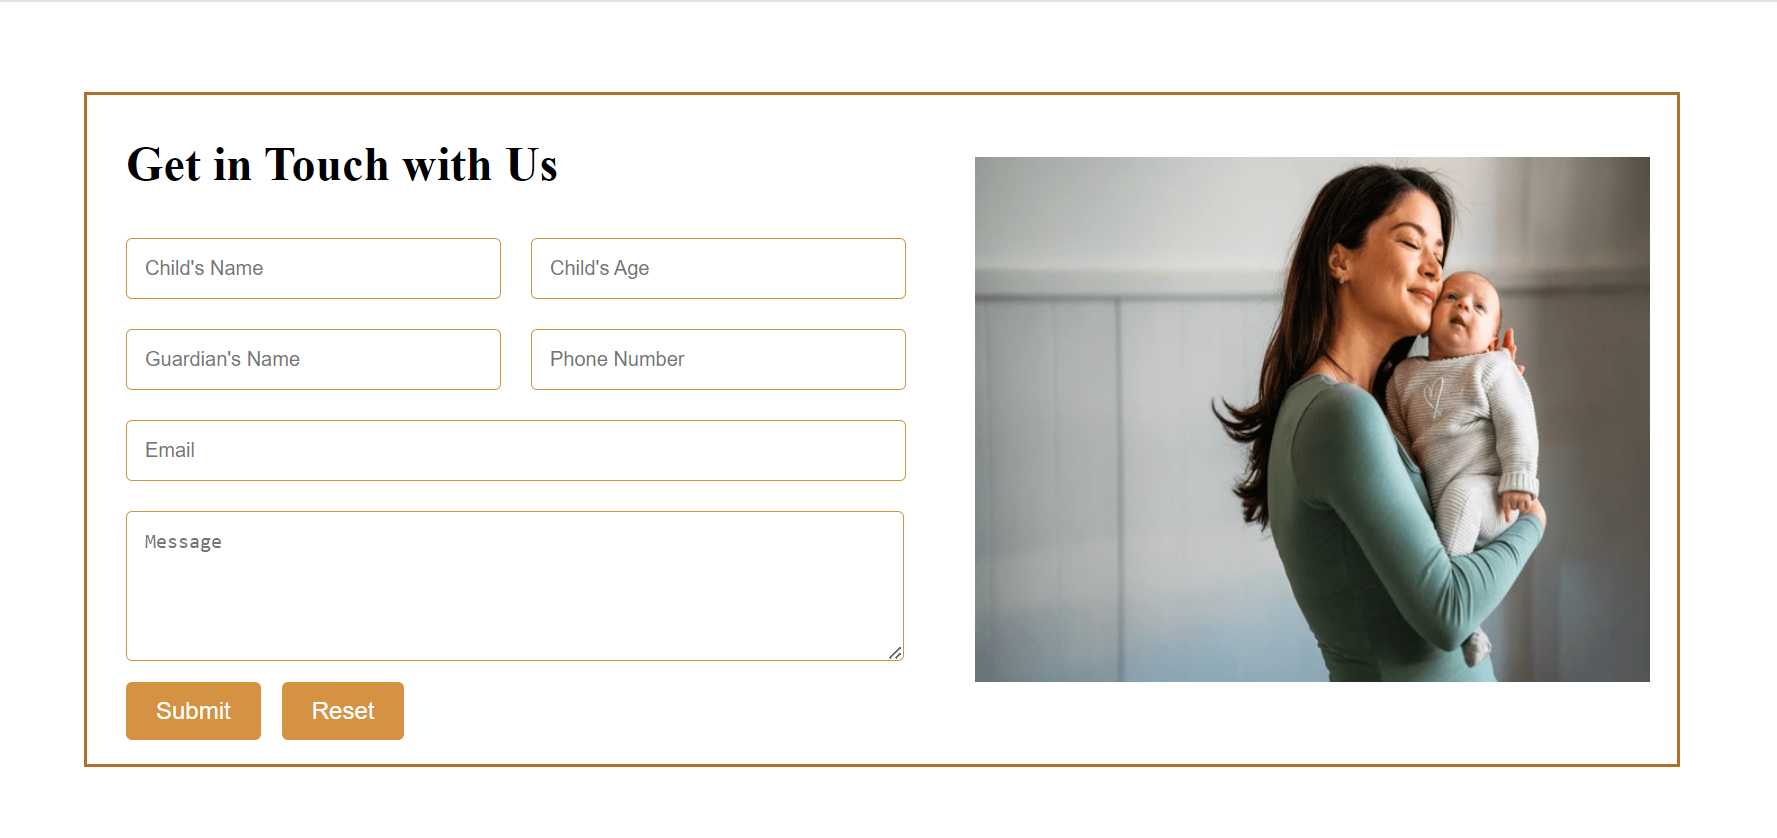 Get in Touch with Us
Child's Name
Child's Age
Guardian's Name
Phone Number
Email
Message
Submit
Reset